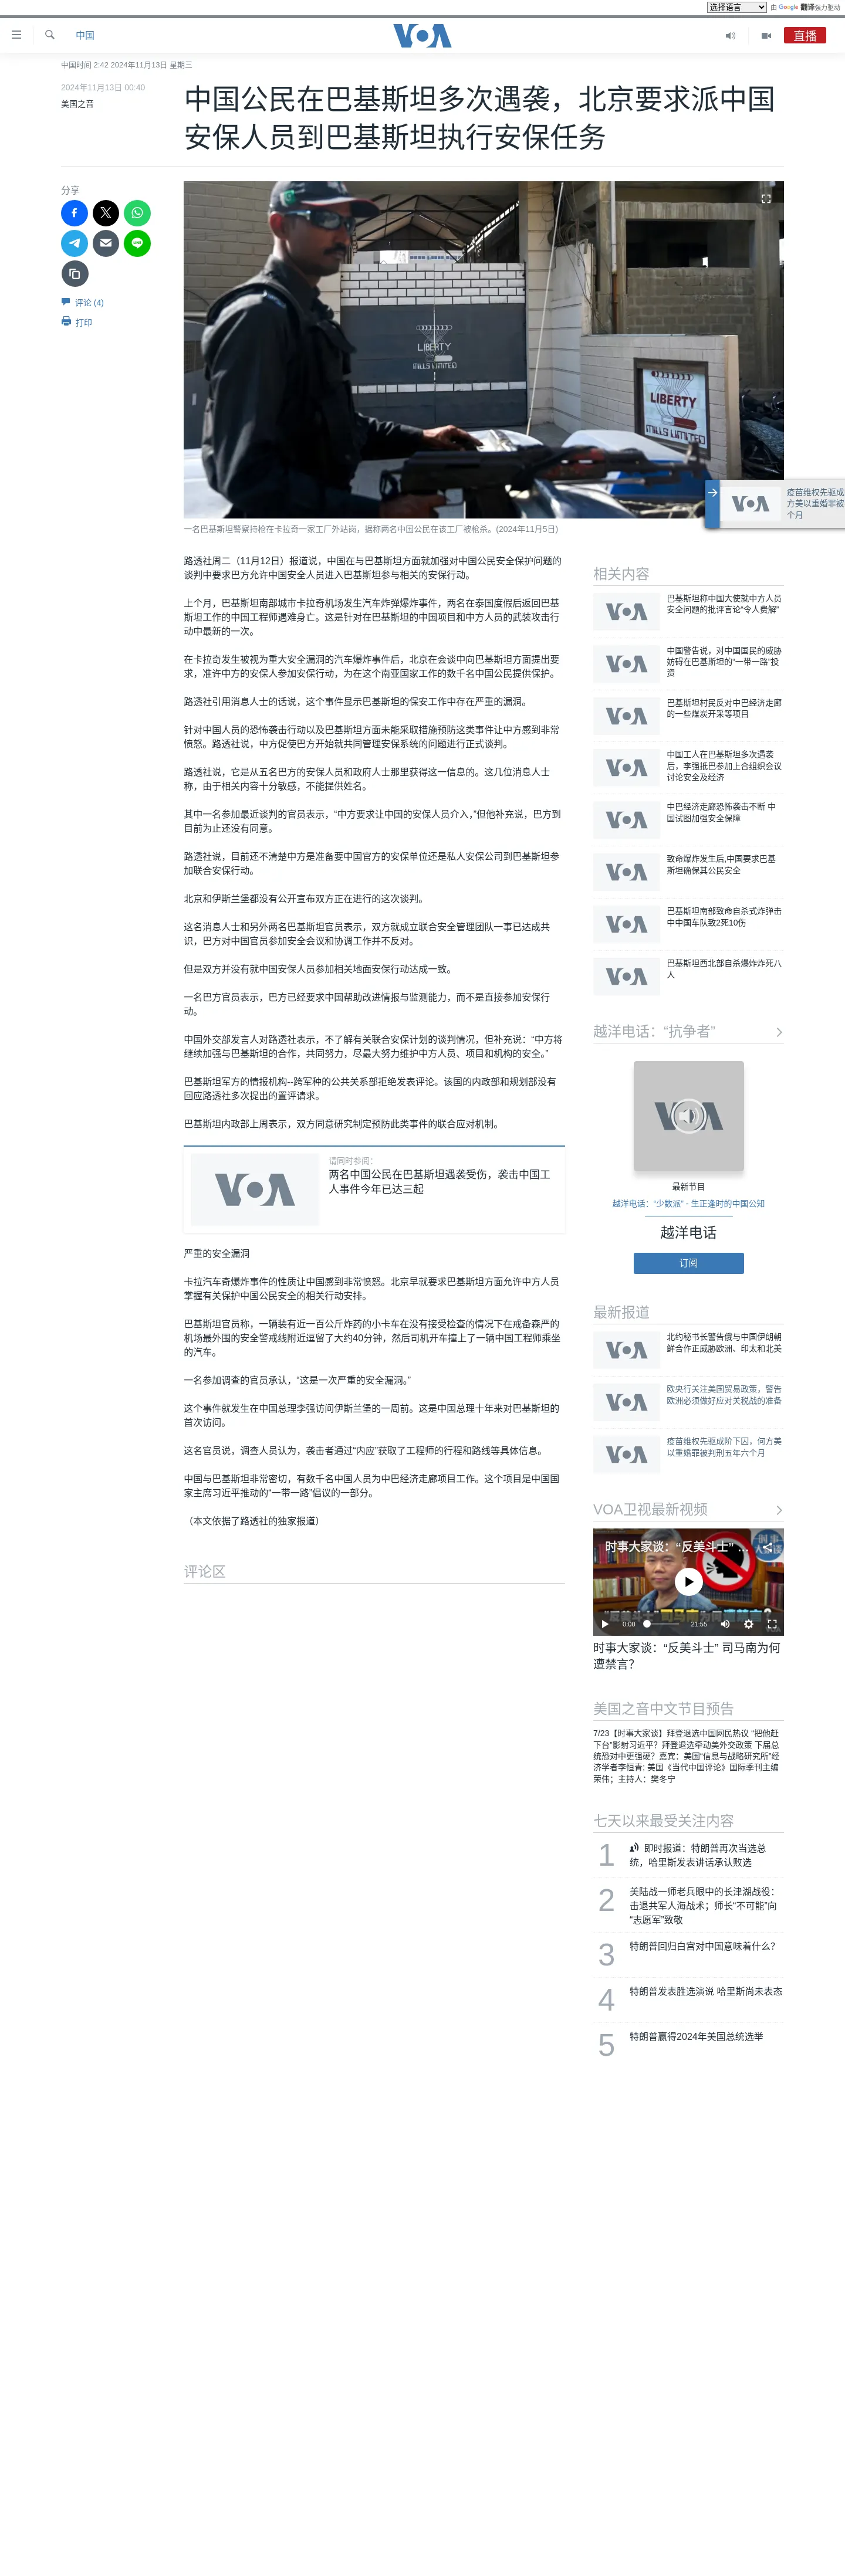 选择语言
由 Google 翻译强力驱动
中国
VOA
直播
中国时间 2:42 2024年11月13日 星期三
2024年11月13日 00:40
美国之音
中国公民在巴基斯坦多次遇袭，北京要求派中国
安保人员到巴基斯坦执行安保任务
分享
评论 (4)
打印
LIBERTY
MILLS LIMITED
LIBERTY
MILLS LIMITED
一名巴基斯坦警察持枪在卡拉奇一家工厂外站岗，据称两名中国公民在该工厂被枪杀。(2024年11月5日)
VOA
疫苗维权先驱成
方美以重婚罪被
个月
路透社周二（11月12日）报道说，中国在与巴基斯坦方面就加强对中国公民安全保护问题的
谈判中要求巴方允许中国安全人员进入巴基斯坦参与相关的安保行动。
上个月，巴基斯坦南部城市卡拉奇机场发生汽车炸弹爆炸事件，两名在泰国度假后返回巴基
斯坦工作的中国工程师遇难身亡。这是针对在巴基斯坦的中国项目和中方人员的武装攻击行
动中最新的一次。
在卡拉奇发生被视为重大安全漏洞的汽车爆炸事件后，北京在会谈中向巴基斯坦方面提出要
求，准许中方的安保人参加安保行动，为在这个南亚国家工作的数千名中国公民提供保护。
路透社引用消息人士的话说，这个事件显示巴基斯坦的保安工作中存在严重的漏洞。
针对中国人员的恐怖袭击行动以及巴基斯坦方面未能采取措施预防这类事件让中方感到非常
愤怒。路透社说，中方促使巴方开始就共同管理安保系统的问题进行正式谈判。
路透社说，它是从五名巴方的安保人员和政府人士那里获得这一信息的。这几位消息人士
称，由于相关内容十分敏感，不能提供姓名。
其中一名参加最近谈判的官员表示，“中方要求让中国的安保人员介入，”但他补充说，巴方到
目前为止还没有同意。
路透社说，目前还不清楚中方是准备要中国官方的安保单位还是私人安保公司到巴基斯坦参
加联合安保行动。
北京和伊斯兰堡都没有公开宣布双方正在进行的这次谈判。
这名消息人士和另外两名巴基斯坦官员表示，双方就成立联合安全管理团队一事已达成共
识，巴方对中国官员参加安全会议和协调工作并不反对。
但是双方并没有就中国安保人员参加相关地面安保行动达成一致。
一名巴方官员表示，巴方已经要求中国帮助改进情报与监测能力，而不是直接参加安保行
动。
中国外交部发言人对路透社表示，不了解有关联合安保计划的谈判情况，但补充说：“中方将
继续加强与巴基斯坦的合作，共同努力，尽最大努力维护中方人员、项目和机构的安全。”
巴基斯坦军方的情报机构--跨军种的公共关系部拒绝发表评论。该国的内政部和规划部没有
回应路透社多次提出的置评请求。
巴基斯坦内政部上周表示，双方同意研究制定预防此类事件的联合应对机制。
VOA
请同时参阅：
两名中国公民在巴基斯坦遇袭受伤，袭击中国工
人事件今年已达三起
严重的安全漏洞
卡拉汽车奇爆炸事件的性质让中国感到非常愤怒。北京早就要求巴基斯坦方面允许中方人员
掌握有关保护中国公民安全的相关行动安排。
巴基斯坦官员称，一辆装有近一百公斤炸药的小卡车在没有接受检查的情况下在戒备森严的
机场最外围的安全警戒线附近逗留了大约40分钟，然后司机开车撞上了一辆中国工程师乘坐
的汽车。
一名参加调查的官员承认，“这是一次严重的安全漏洞。”
这个事件就发生在中国总理李强访问伊斯兰堡的一周前。这是中国总理十年来对巴基斯坦的
首次访问。
这名官员说，调查人员认为，袭击者通过“内应”获取了工程师的行程和路线等具体信息。
中国与巴基斯坦非常密切，有数千名中国人员为中巴经济走廊项目工作。这个项目是中国国
家主席习近平推动的“一带一路”倡议的一部分。
（本文依据了路透社的独家报道）
评论区
相关内容
VOA
巴基斯坦称中国大使就中方人员
安全问题的批评言论“令人费解”
VOA
中国警告说，对中国国民的威胁
妨碍在巴基斯坦的“一带一路”投
资
VOA
巴基斯坦村民反对中巴经济走廊
的一些煤炭开采等项目
VOA
中国工人在巴基斯坦多次遇袭
后，李强抵巴参加上合组织会议
讨论安全及经济
VOA
中巴经济走廊恐怖袭击不断 中
国试图加强安全保障
VOA
致命爆炸发生后,中国要求巴基
斯坦确保其公民安全
VOA
巴基斯坦南部致命自杀式炸弹击
中中国车队致2死10伤
VOA
巴基斯坦西北部自杀爆炸炸死八
人
越洋电话：“抗争者”
VOA
最新节目
越洋电话：“少数派” - 生正逢时的中国公知
越洋电话
订阅
最新报道
VOA
北约秘书长警告俄与中国伊朗朝
鲜合作正威胁欧洲、印太和北美
VOA
欧央行关注美国贸易政策，警告
欧洲必须做好应对关税战的准备
VOA
疫苗维权先驱成阶下囚，何方美
以重婚罪被判刑五年六个月
VOA卫视最新视频
时事大家谈：“反美斗士” ...
0:00
21:55
时事大家谈：“反美斗士” 司马南为何
遭禁言？
美国之音中文节目预告
7/23【时事大家谈】拜登退选中国网民热议 “把他赶
下台”影射习近平？拜登退选牵动美外交政策 下届总
统恐对中更强硬？嘉宾：美国“信息与战略研究所”经
济学者李恒青; 美国《当代中国评论》国际季刊主编
荣伟；主持人：樊冬宁
七天以来最受关注内容
1
即时报道：特朗普再次当选总
统，哈里斯发表讲话承认败选
2
美陆战一师老兵眼中的长津湖战役：
击退共军人海战术；师长“不可能”向
“志愿军”致敬
3
特朗普回归白宫对中国意味着什么？
4
特朗普发表胜选演说 哈里斯尚未表态
5
特朗普赢得2024年美国总统选举